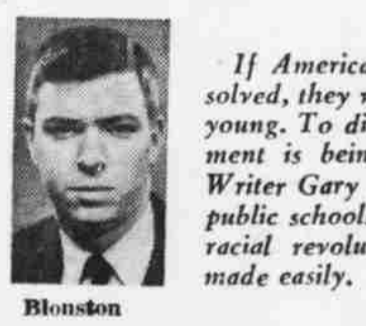 If America
solved, they
young. To di
ment is bein
Writer Gary
public school
racial revolu
made easily.
Blonston